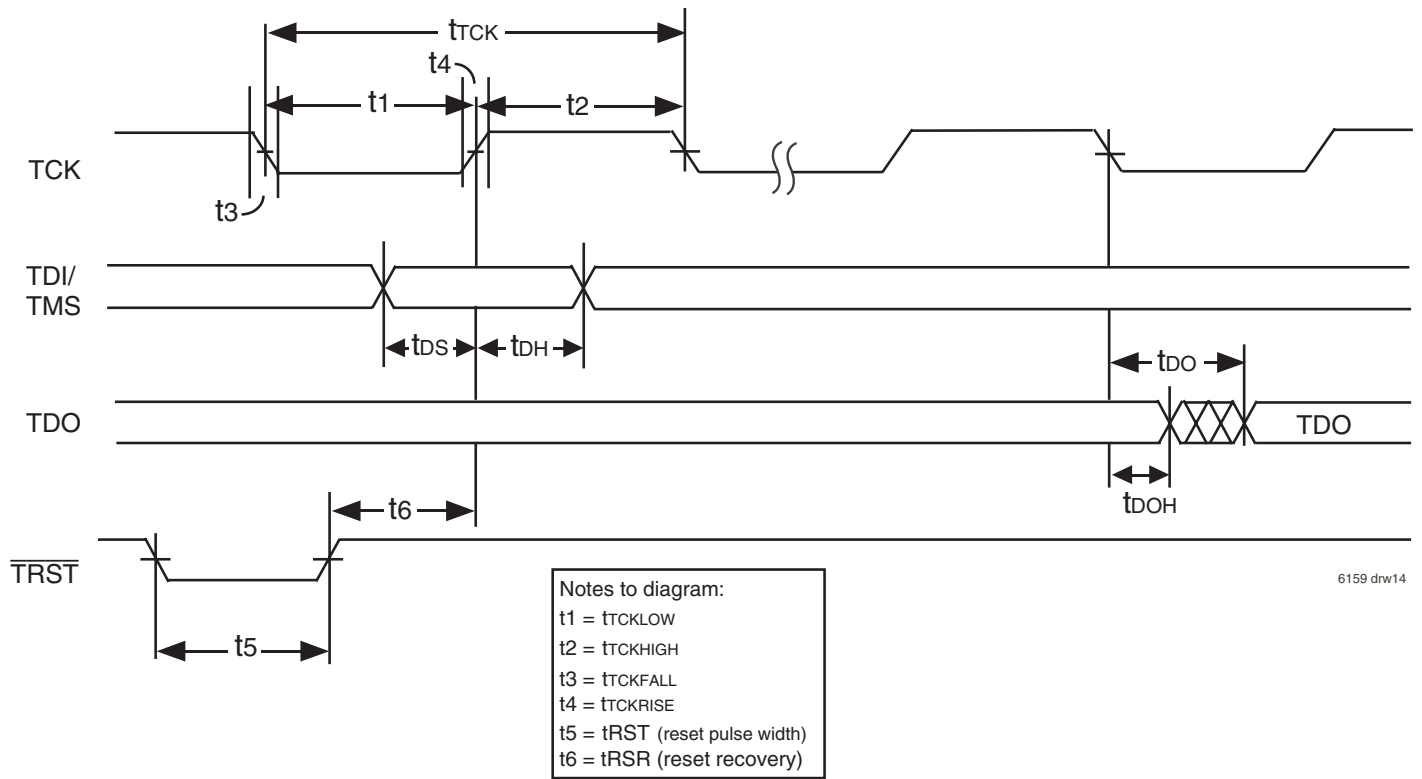 tTCK
t4
t1
t2
TCK
t3
TDI/
TMS
tDS
tDH
tDO
TDO
TDO
tDOH
t6
TRST
6159 drw14
t5
Notes to diagram:
t1 = tTCKLOW
t2 = tTCKHIGH
t3 = tTCKFALL
t4 = tTCKRISE
t5 = tRST (reset pulse width)
t6 = tRSR (reset recovery)